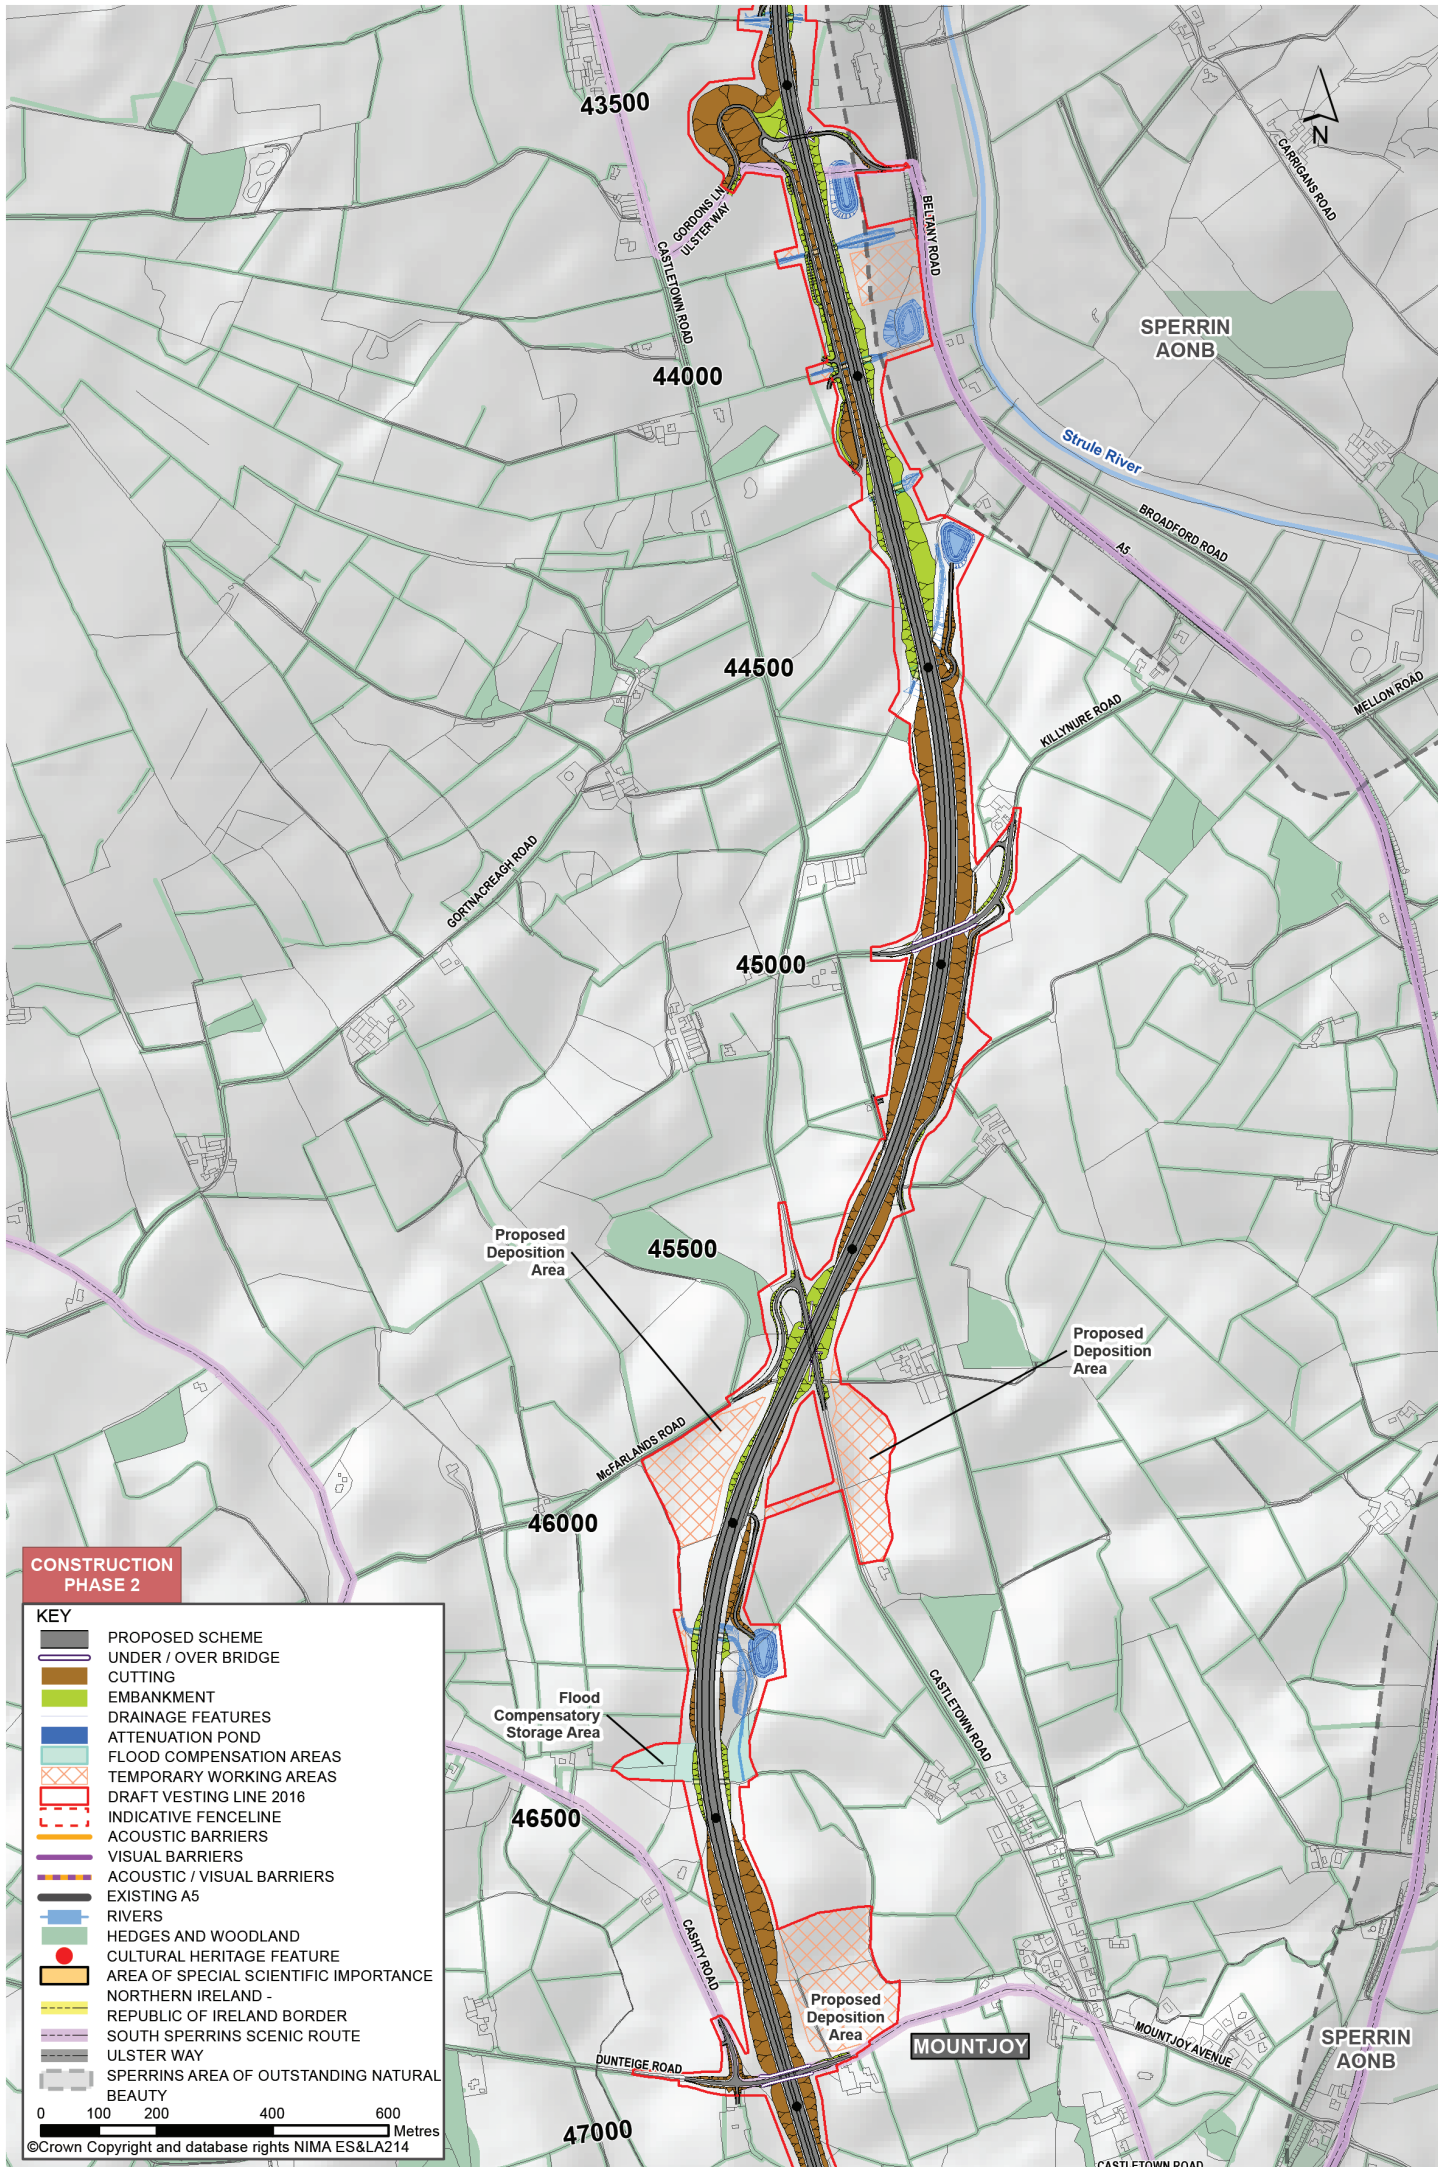 43500
N
CARRIGANS ROAD
GORDONS LN
ULSTER WAY
BELTANY ROAD
CASTLETOWN ROAD
SPERRIN
AONB
44000
Strule River
BROADFORD ROAD
A5
44500
MELLON ROAD
KILLYNURE ROAD
GORTNACREAGH ROAD
45000
Proposed
Deposition
Area
45500
Proposed
Deposition
Area
McFARLANDS ROAD
46000
CASTLETOWN ROAD
Flood
Compensatory
Storage Area
46500
CASHTY ROAD
Proposed
Deposition
Area
MOUNTJOY
MOUNTJOY AVENUE
SPERRIN
AONB
DUNTEIGE ROAD
47000
CASTLETOWN ROAD
CONSTRUCTION
PHASE 2
KEY
PROPOSED SCHEME
UNDER / OVER BRIDGE
CUTTING
EMBANKMENT
DRAINAGE FEATURES
ATTENUATION POND
FLOOD COMPENSATION AREAS
TEMPORARY WORKING AREAS
DRAFT VESTING LINE 2016
INDICATIVE FENCELINE
ACOUSTIC BARRIERS
VISUAL BARRIERS
ACOUSTIC / VISUAL BARRIERS
EXISTING A5
RIVERS
HEDGES AND WOODLAND
CULTURAL HERITAGE FEATURE
AREA OF SPECIAL SCIENTIFIC IMPORTANCE
NORTHERN IRELAND -
REPUBLIC OF IRELAND BORDER
SOUTH SPERRINS SCENIC ROUTE
ULSTER WAY
SPERRINS AREA OF OUTSTANDING NATURAL
BEAUTY
0 100 200 400 600
Metres
©Crown Copyright and database rights NIMA ES&LA214